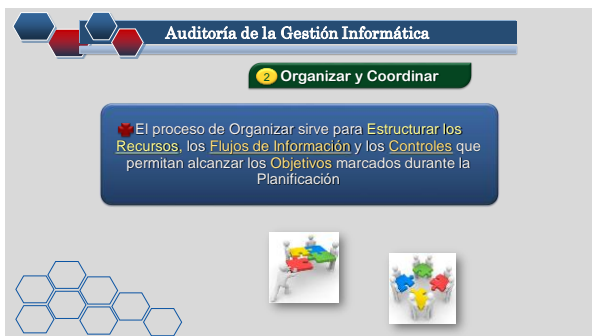 Auditoría de la Gestión Informática
2 Organizar y Coordinar
El proceso de Organizar sirve para Estructurar los
Recursos, los Flujos de Información y los Controles que
permitan alcanzar los Objetivos marcados durante la
Planificación